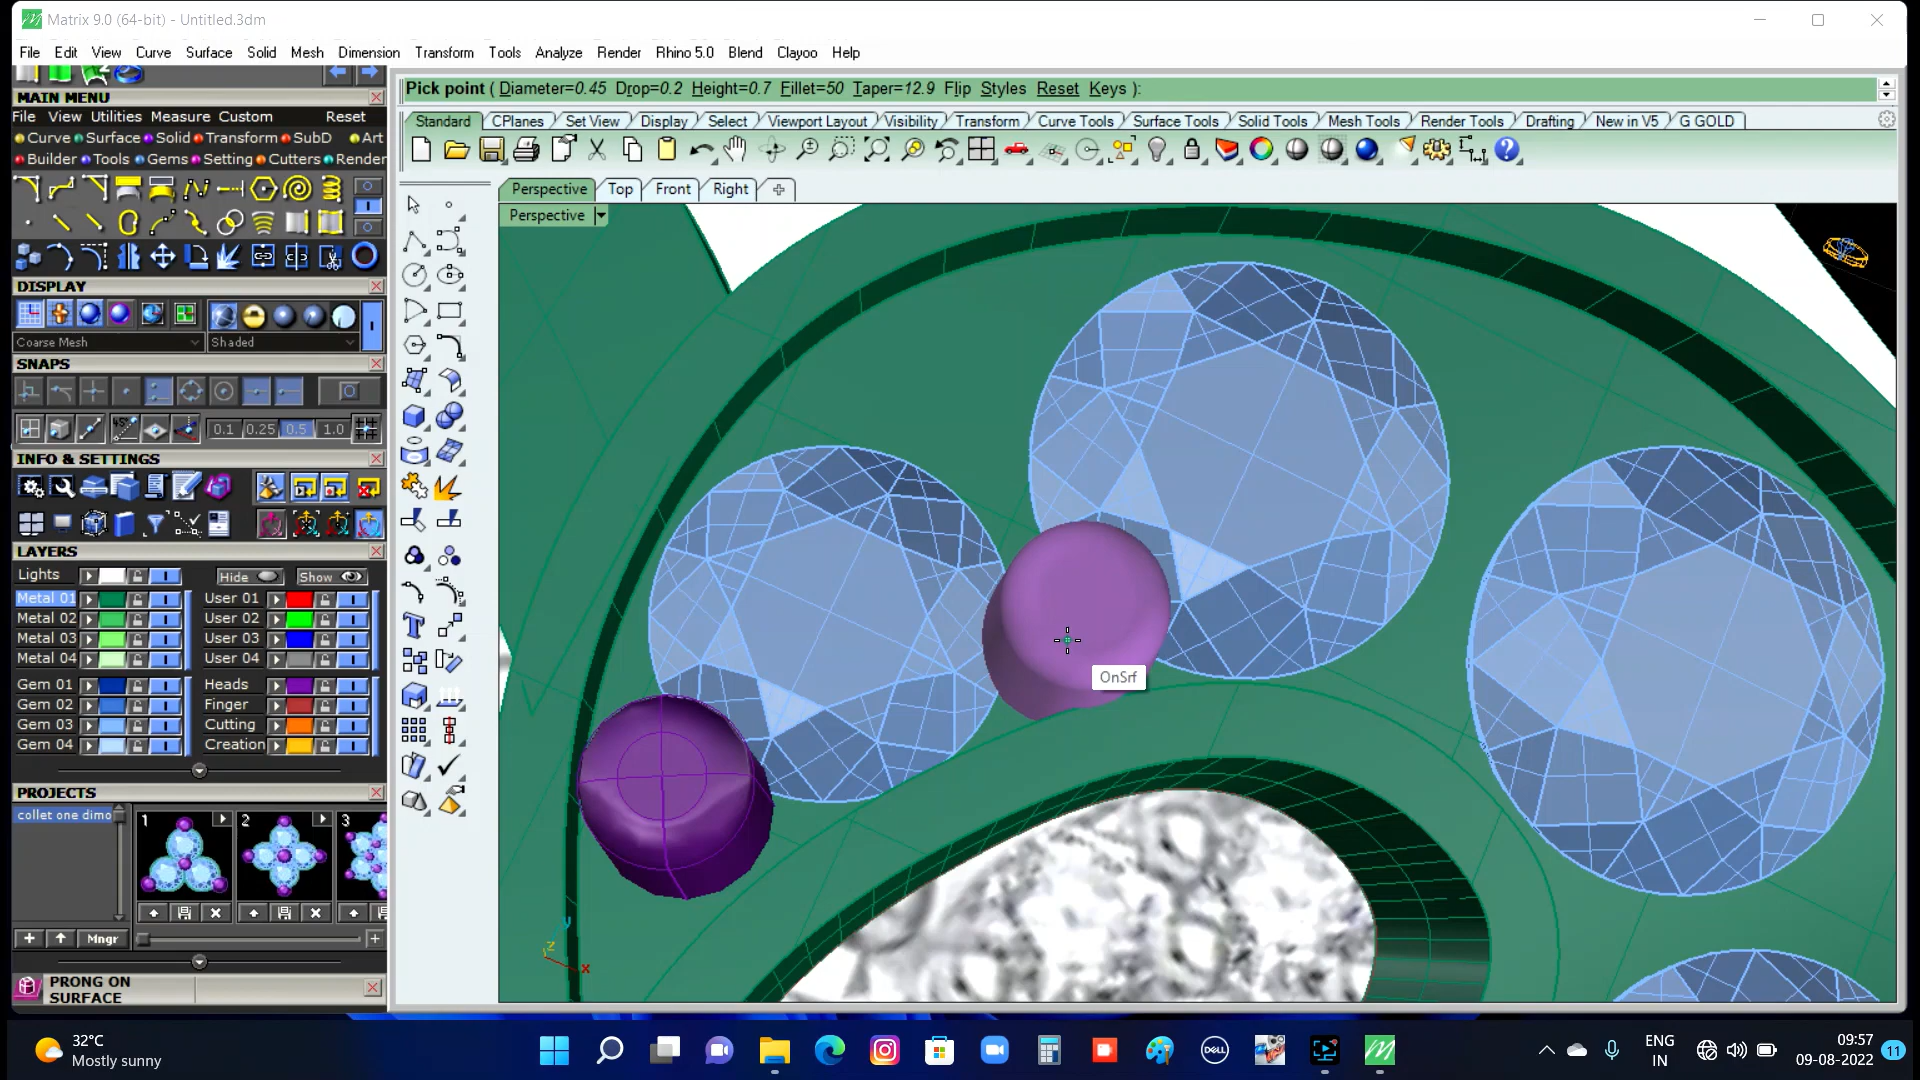 Matrix 9.0 (64-bit) - Untitled.3dm
File Edit View Curve Surface Solid Mesh Dimension Transform Tools Analyze Render Rhino 5.0 Blend Clayoo Help
Pick point ( Diameter=0.45 Drop=0.2 Height=0.7 Fillet=50 Taper=12.9 Flip Styles Reset Keys ):
MAIN MENU
File View Utilities Measure Custom Reset
Curve Surface Solid Transform SubD Art
Builder Tools Gems Setting Cutters Render
Standard CPlanes Set View Display Select Viewport Layout Visibility Transform Curve Tools Surface Tools Solid Tools Mesh Tools Render Tools Drafting New in V5 G GOLD
Perspective Top Front Right
Perspective
DISPLAY
Coarse Mesh Shaded
SNAPS
45°
0.1 0.25 0.5 1.0
INFO & SETTINGS
LAYERS
Lights Hide Show
Metal 01 User 01
Metal 02 User 02
Metal 03 User 03
Metal 04 User 04
Gem 01 Heads
Gem 02 Finger
Gem 03 Cutting
Gem 04 Creation
PROJECTS
collet one dimo
1 2 3
Mngr
PRONG ON
SURFACE
OnSrf
y
z
x
32°C
Mostly sunny
DELL
ENG
IN
09:57
09-08-2022
11